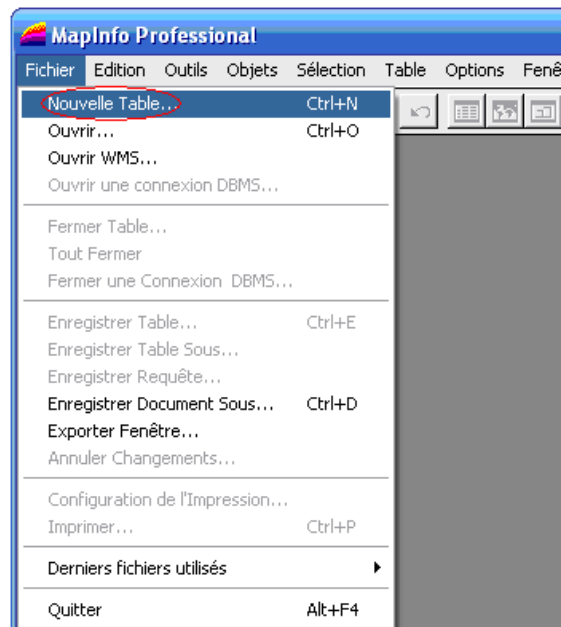 MapInfo Professional
Fichier Edition Outils Objets Sélection Table Options Fenê
Nouvelle Table... Ctrl+N
Ouvrir... Ctrl+O
Ouvrir WMS...
Ouvrir une connexion DBMS...
Fermer Table...
Tout Fermer
Fermer une Connexion DBMS...
Enregistrer Table... Ctrl+E
Enregistrer Table Sous...
Enregistrer Requête...
Enregistrer Document Sous... Ctrl+D
Exporter Fenêtre...
Annuler Changements...
Configuration de l'Impression...
Imprimer... Ctrl+P
Derniers fichiers utilisés
Quitter Alt+F4